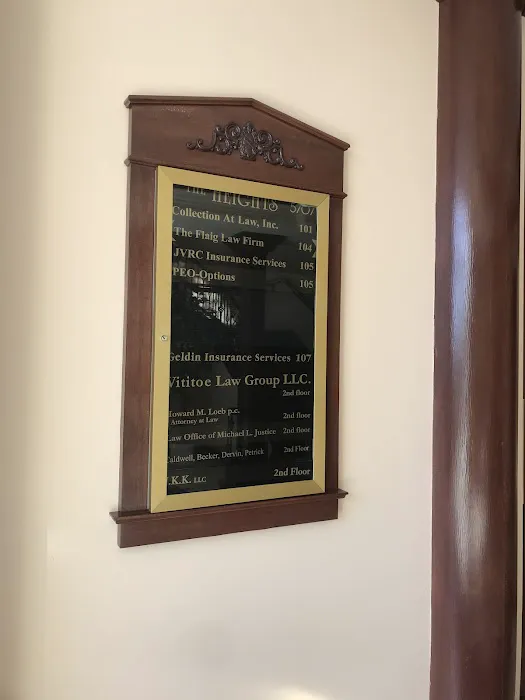 THE HEIGHTS 5707
Collection At Law, Inc. 101
The Flaig Law Firm 104
JVRC Insurance Services 105
PEO-Options 105
Geldin Insurance Services 107
Vititoe Law Group LLC.
2nd floor
Howard M. Loeb p.c. 2nd floor
Attorney at Law
Law Office of Michael L. Justice 2nd floor
Caldwell, Becker, Dervin, Petrick 2nd Floor
.K.K. LLC 2nd Floor